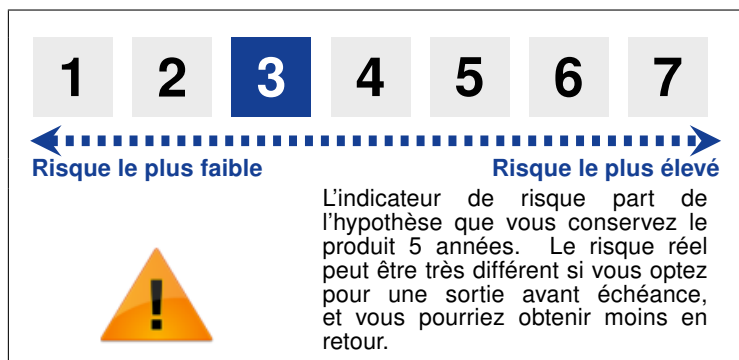 1 2 3 4 5 6 7
Risque le plus faible Risque le plus élevé
L'indicateur de risque part de
l'hypothèse que vous conservez le
produit 5 années. Le risque réel
peut être très différent si vous optez
pour une sortie avant échéance,
et vous pourriez obtenir moins en
retour.